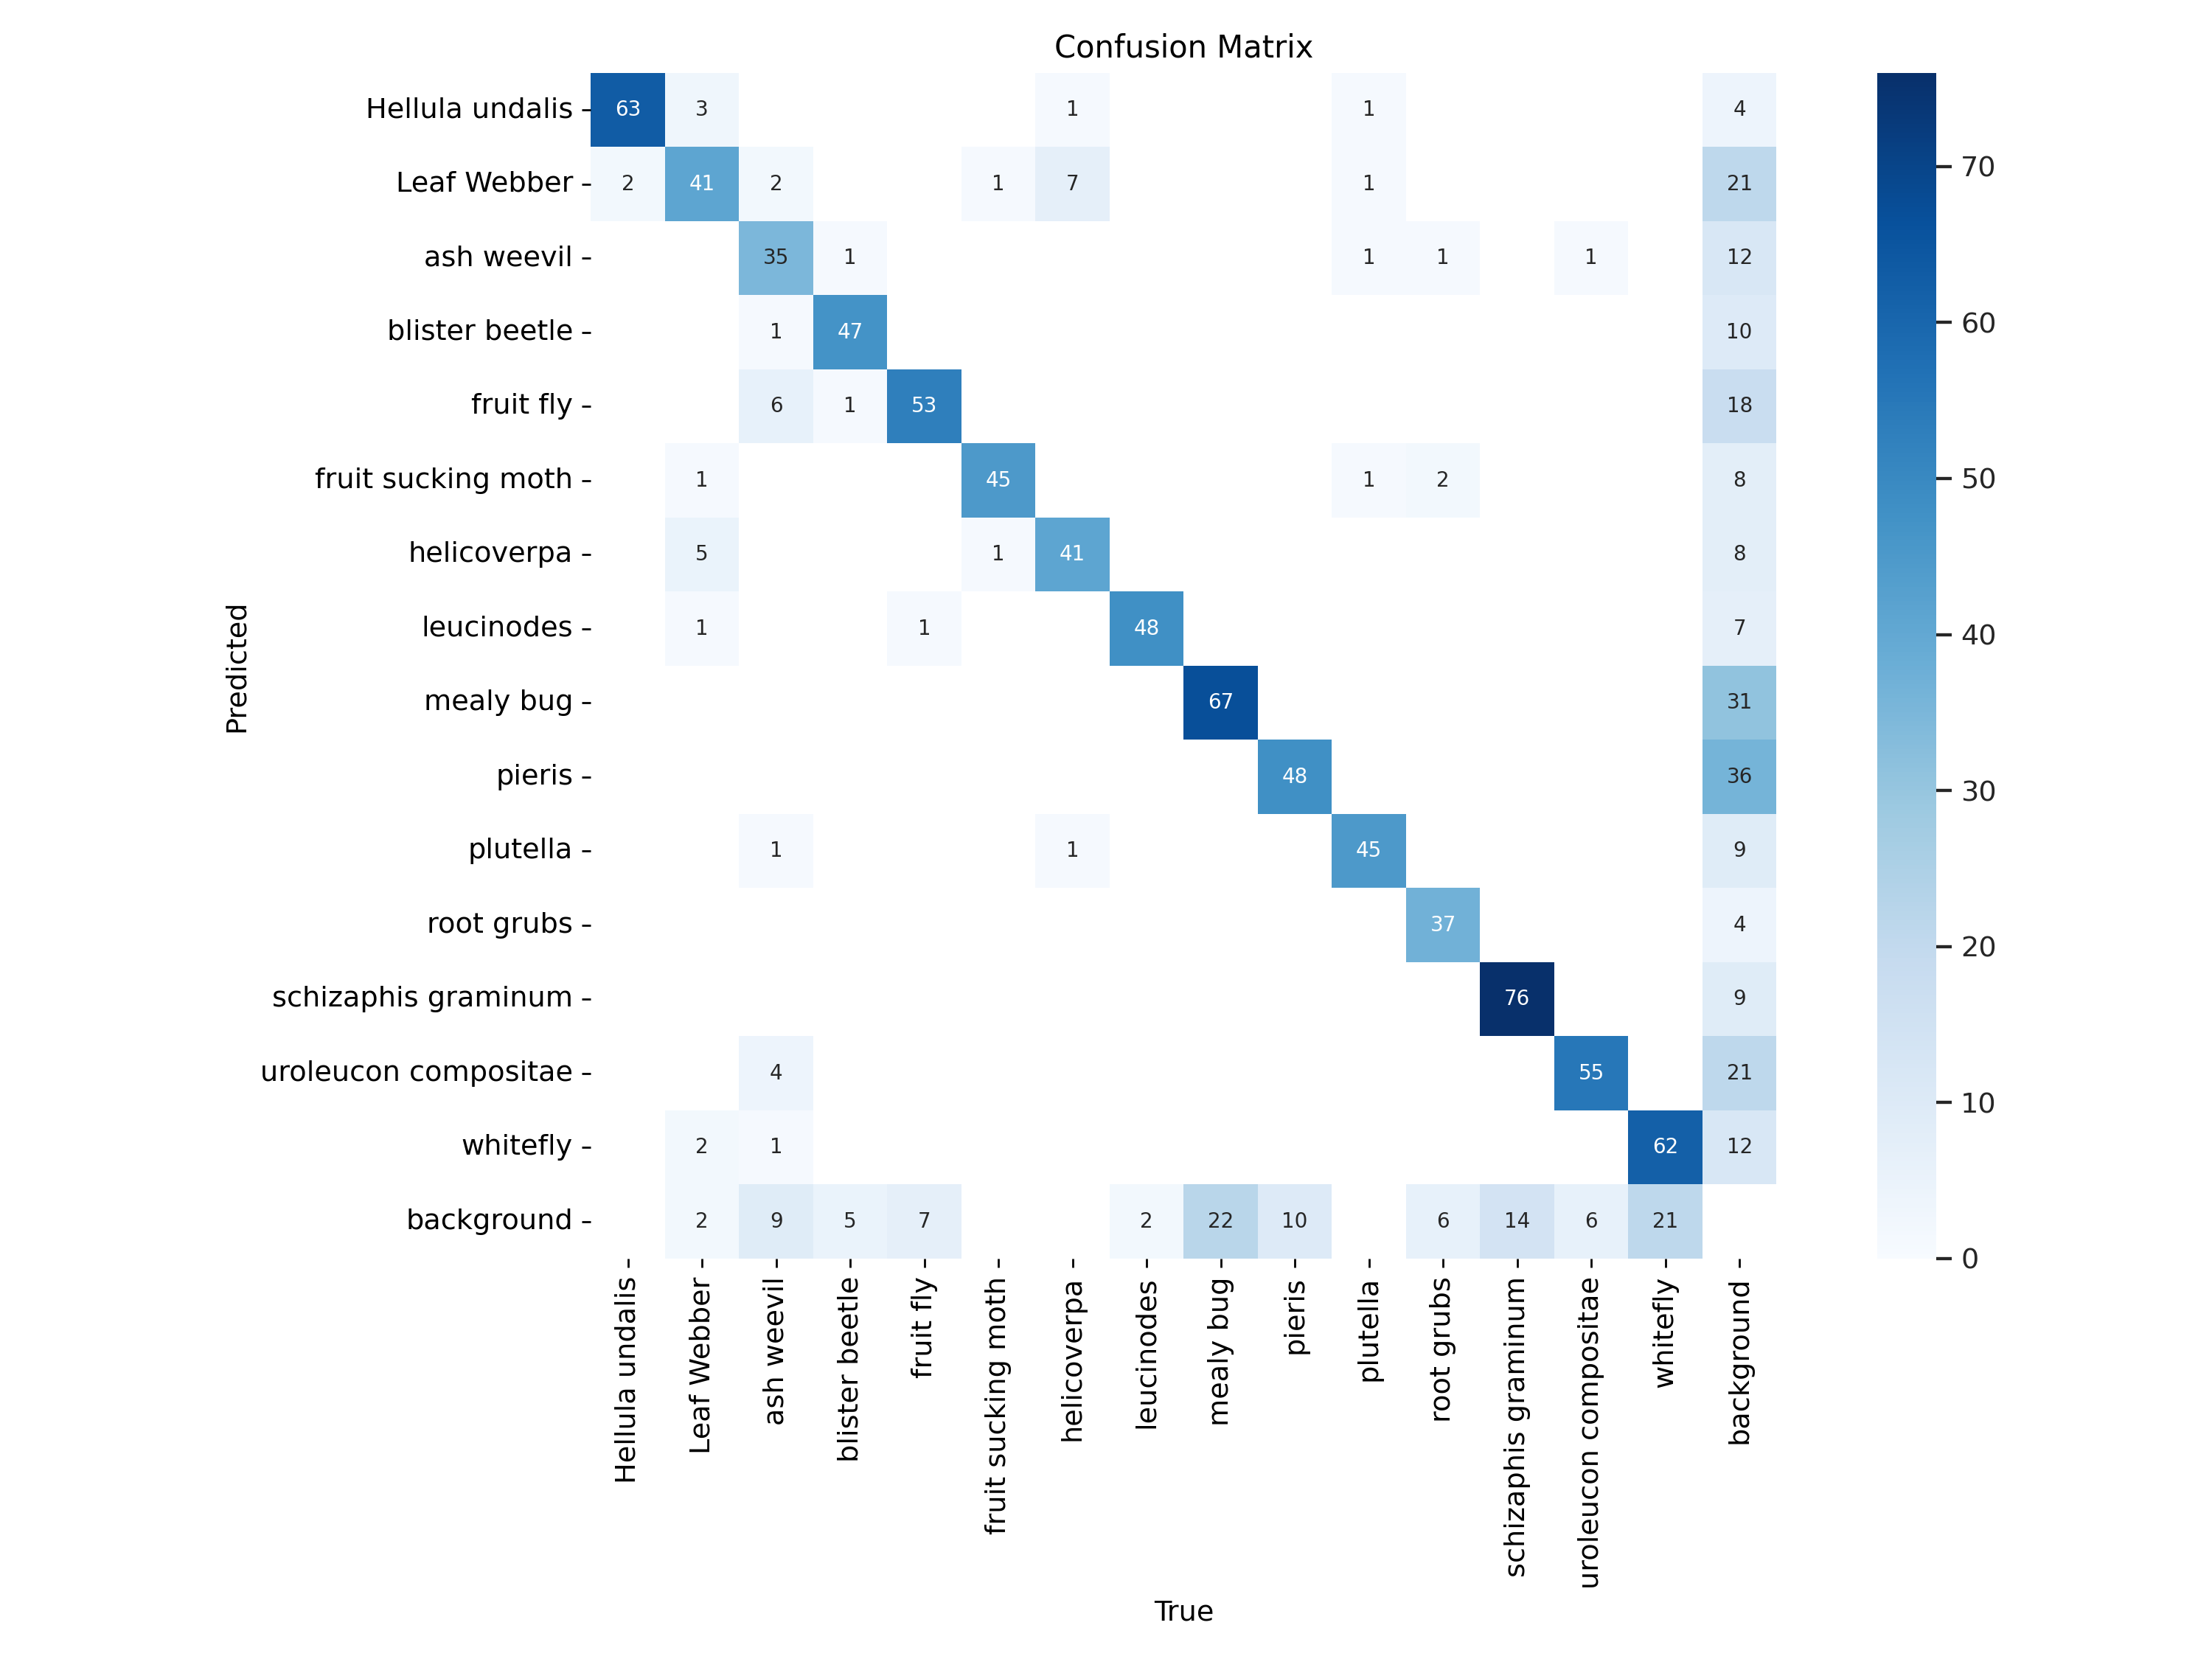 Confusion Matrix
Hellula undalis 63 3 1 1 4
Leaf Webber 2 41 2 1 7 1 21
ash weevil 35 1 1 1 1 12
blister beetle 1 47 10
fruit fly 6 1 53 18
fruit sucking moth 1 45 1 2 8
helicoverpa 5 1 41 8
leucinodes 1 1 48 7
mealy bug 67 31
pieris 48 36
plutella 1 1 45 9
root grubs 37 4
schizaphis graminum 76 9
uroleucon compositae 4 55 21
whitefly 2 1 62 12
background 2 9 5 7 2 22 10 6 14 6 21
Predicted
Hellula undalis
Leaf Webber
ash weevil
blister beetle
fruit fly
fruit sucking moth
helicoverpa
leucinodes
mealy bug
pieris
plutella
root grubs
schizaphis graminum
uroleucon compositae
whitefly
background
True
70
60
50
40
30
20
10
0